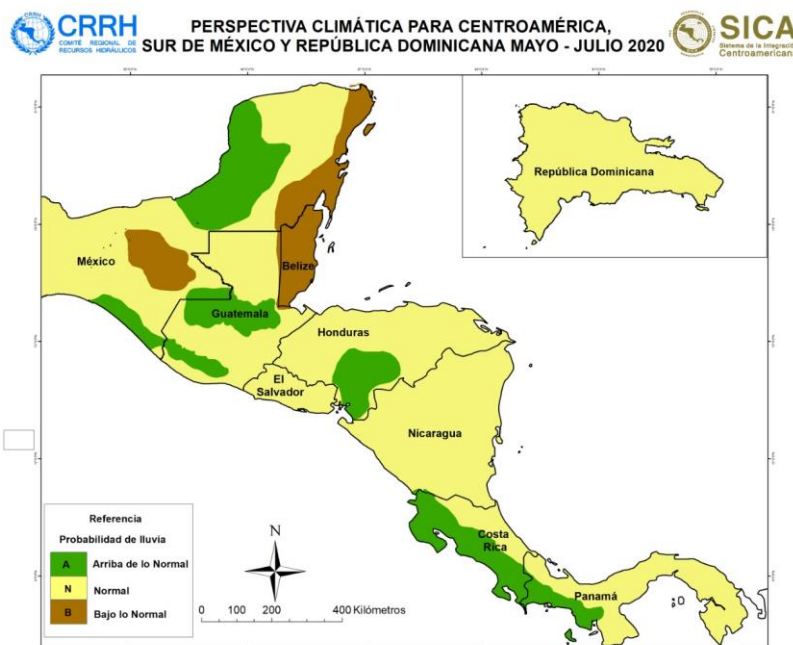 CRRH
COMITÉ REGIONAL DE
RECURSOS HIDRÁULICOS
PERSPECTIVA CLIMÁTICA PARA CENTROAMÉRICA,
SUR DE MÉXICO Y REPÚBLICA DOMINICANA MAYO - JULIO 2020
SICA
Sistema de la Integración
Centroamericana
República Dominicana
México
Belize
Guatemala
Honduras
El
Salvador
Nicaragua
Costa
Rica
Panamá
Referencia
Probabilidad de lluvia
A Arriba de lo Normal
N Normal
B Bajo lo Normal
N
0 100 200 400 Kilómetros